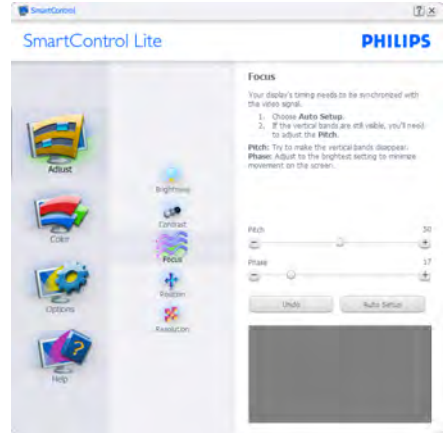 SmartControl
SmartControl Lite
PHILIPS
Adjust
Color
Options
Help
Brightness
Contrast
Focus
Position
Resolution
Focus
Your display's timing needs to be synchronized with
the video signal.
1. Choose Auto Setup.
2. If the vertical bands are still visible, you'll need
to adjust the Pitch.
Pitch: Try to make the vertical bands disappear.
Phase: Adjust to the brightest setting to minimize
movement on the screen.
Pitch 50
Phase 17
Undo Auto Setup